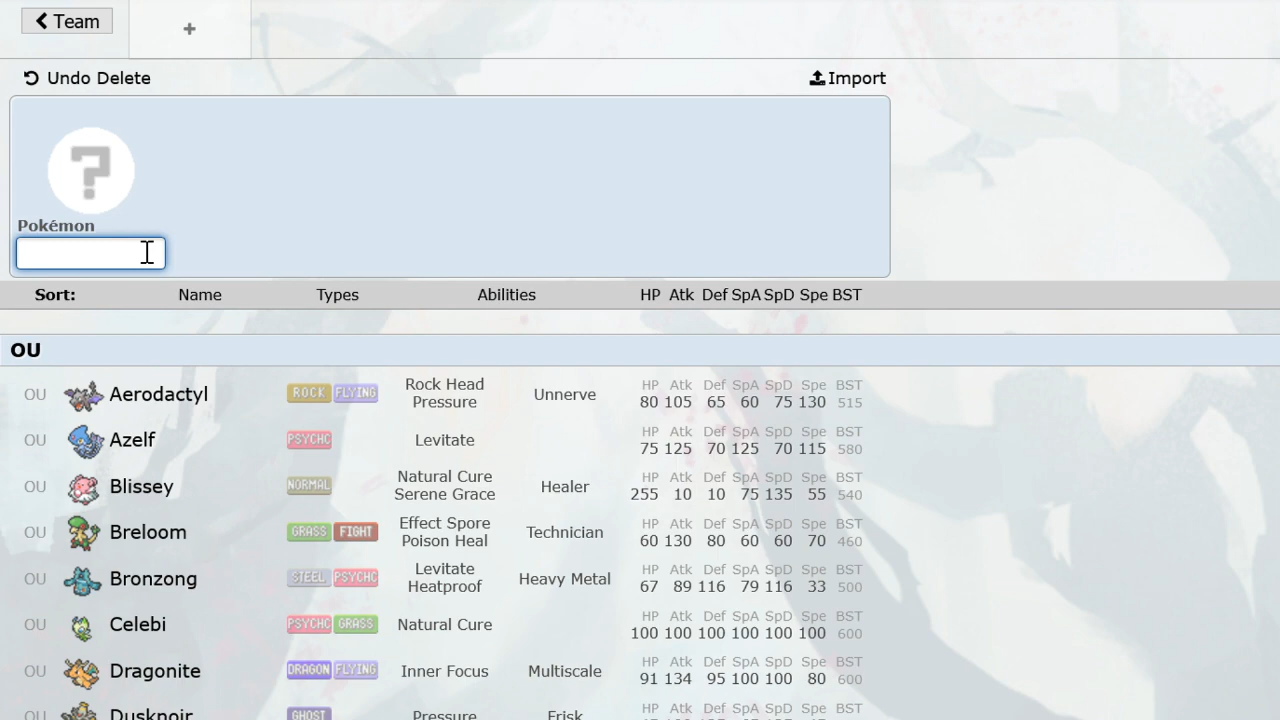 Team
+
Undo Delete
Import
Pokémon
Sort: Name Types Abilities HP Atk Def SpA SpD Spe BST
OU
OU Aerodactyl ROCK FLYING Rock Head Pressure Unnerve HP 80 Atk 105 Def 65 SpA 60 SpD 75 Spe 130 BST 515
OU Azelf PSYCHC Levitate HP 75 Atk 125 Def 70 SpA 125 SpD 70 Spe 115 BST 580
OU Blissey NORMAL Natural Cure Serene Grace Healer HP 255 Atk 10 Def 10 SpA 75 SpD 135 Spe 55 BST 540
OU Breloom GRASS FIGHT Effect Spore Poison Heal Technician HP 60 Atk 130 Def 80 SpA 60 SpD 60 Spe 70 BST 460
OU Bronzong STEEL PSYCHC Levitate Heatproof Heavy Metal HP 67 Atk 89 Def 116 SpA 79 SpD 116 Spe 33 BST 500
OU Celebi PSYCHC GRASS Natural Cure HP 100 Atk 100 Def 100 SpA 100 SpD 100 Spe 100 BST 600
OU Dragonite DRAGON FLYING Inner Focus Multiscale HP 91 Atk 134 Def 95 SpA 100 SpD 100 Spe 80 BST 600
OU Dusknoir GHOST Pressure Frisk HP Atk Def SpA SpD Spe BST